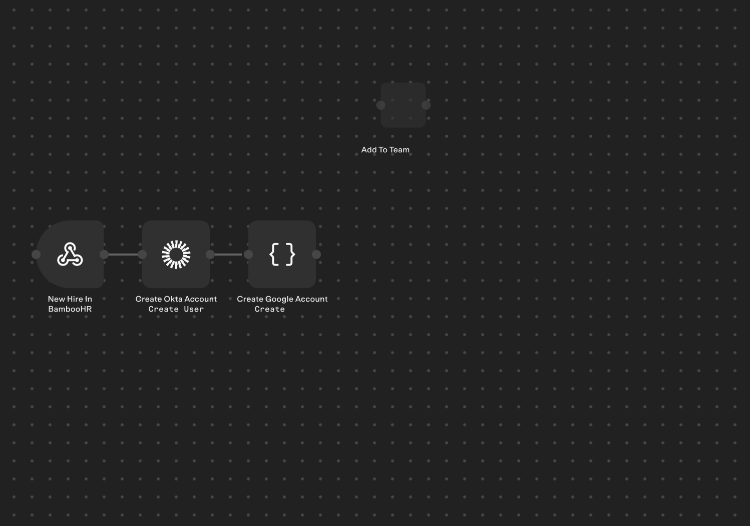 Add To Team
New Hire In
BambooHR
Create Okta Account
Create User
Create Google Account
Create